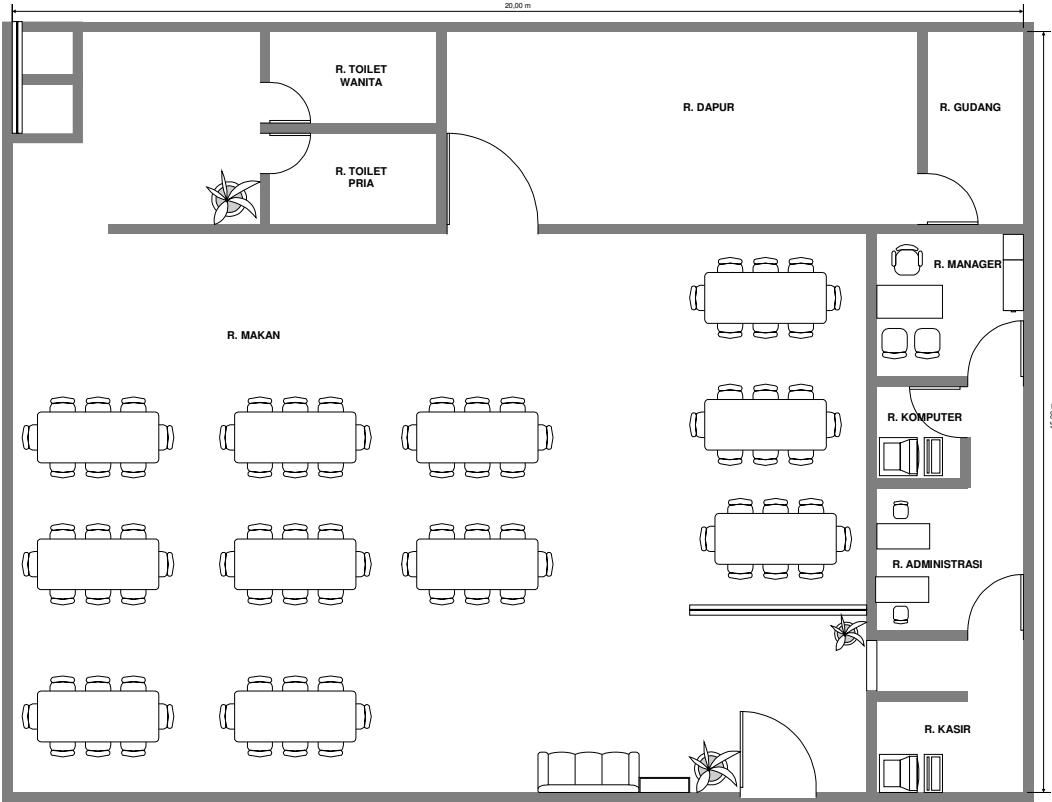 20,00 m
R. TOILET
WANITA
R. DAPUR
R. GUDANG
R. TOILET
PRIA
R. MANAGER
R. MAKAN
R. KOMPUTER
R. ADMINISTRASI
R. KASIR